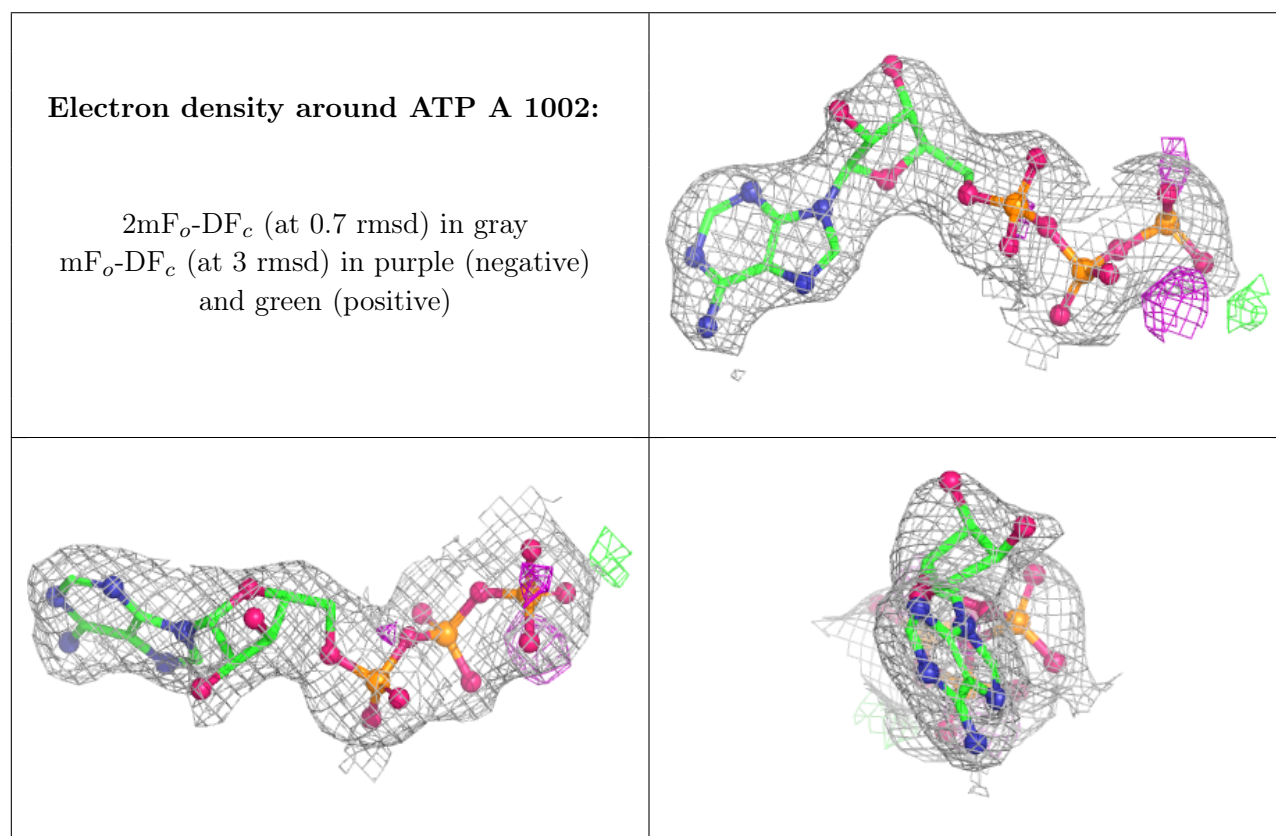 Electron density around ATP A 1002:
2mFo-DFc (at 0.7 rmsd) in gray
mFo-DFc (at 3 rmsd) in purple (negative)
and green (positive)